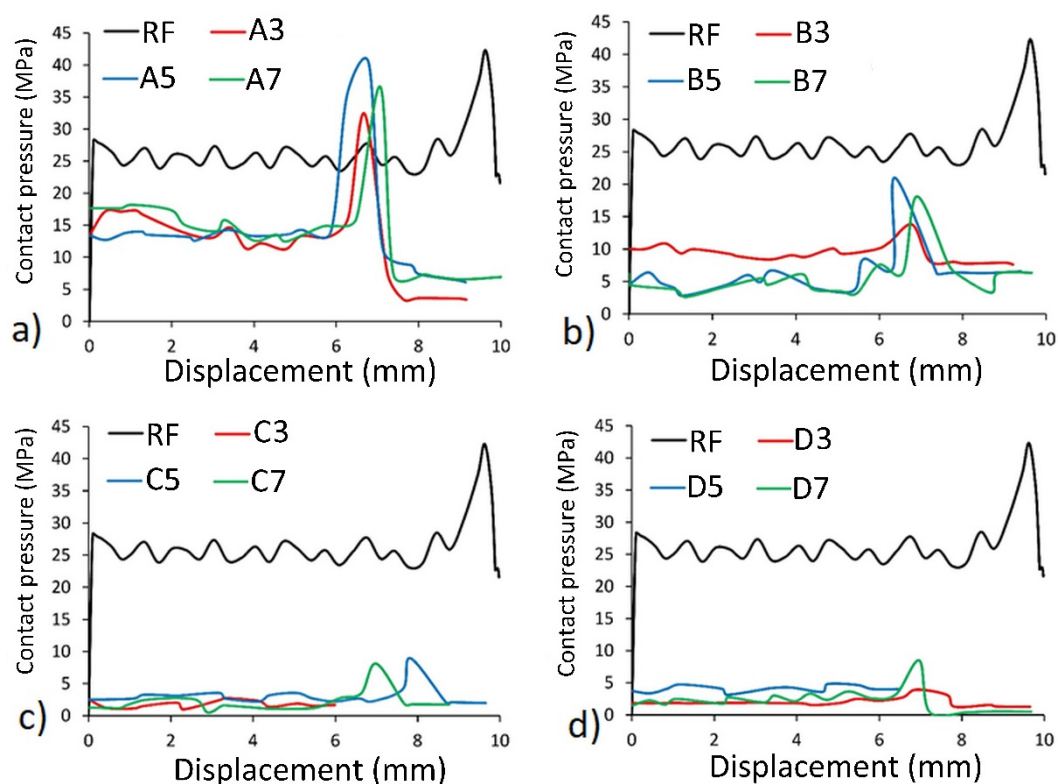 Contact pressure (MPa)
45
40
35
30
25
20
15
10
5
0
RF A3
A5 A7
0 2 4 6 8 10
Displacement (mm)
a)
Contact pressure (MPa)
45
40
35
30
25
20
15
10
5
0
RF B3
B5 B7
0 2 4 6 8 10
Displacement (mm)
b)
Contact pressure (MPa)
45
40
35
30
25
20
15
10
5
0
RF C3
C5 C7
0 2 4 6 8 10
Displacement (mm)
c)
Contact pressure (MPa)
45
40
35
30
25
20
15
10
5
0
RF D3
D5 D7
0 2 4 6 8 10
Displacement (mm)
d)